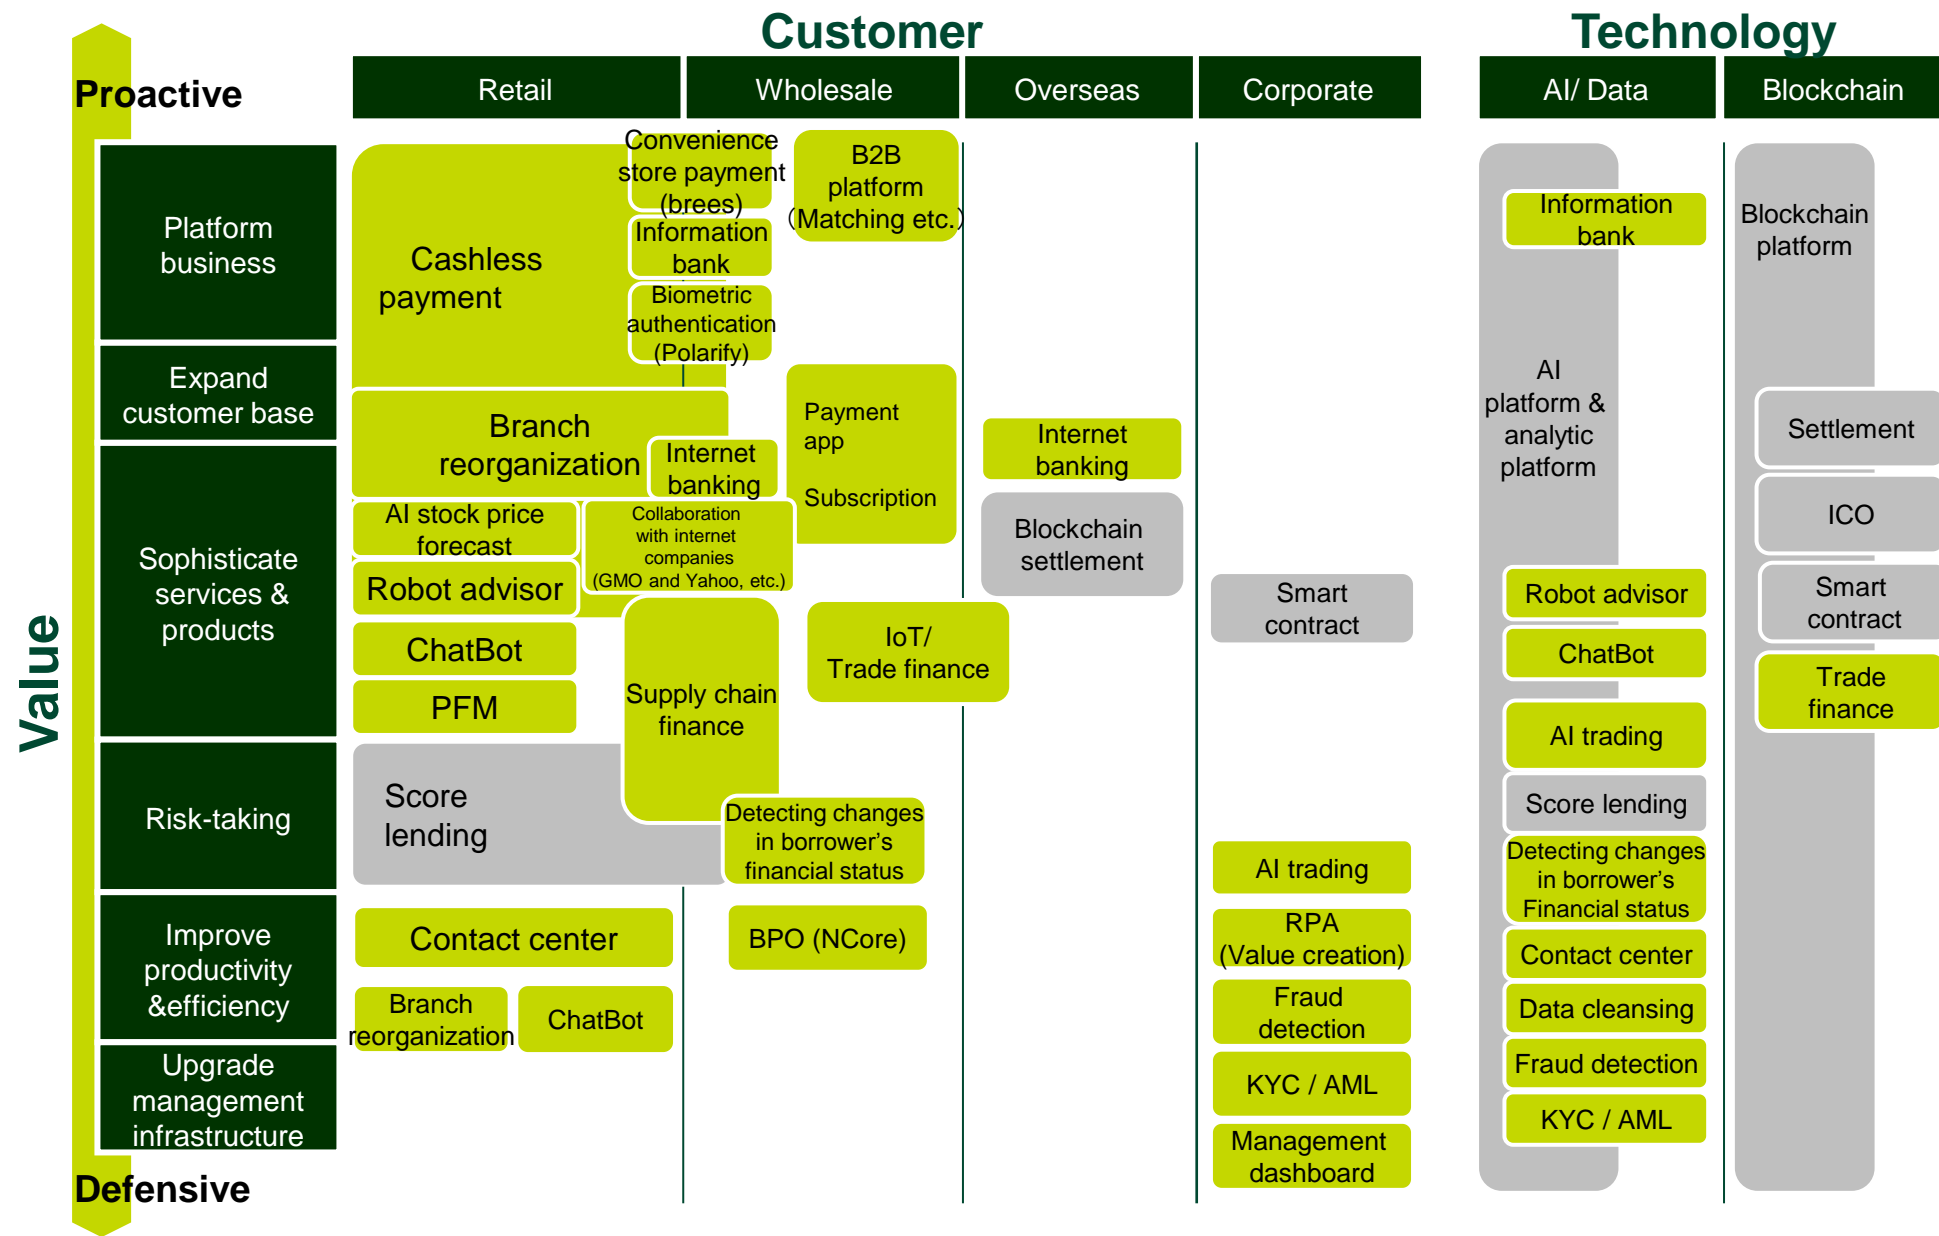 Customer
Technology
Proactive
Retail
Wholesale
Overseas
Corporate
AI/ Data
Blockchain
Value
Platform
business
Cashless
payment
Convenience
store payment
(brees)
Information
bank
Biometric
authentication
(Polarify)
B2B
platform
（Matching etc.）
Information
bank
Blockchain
platform
AI
platform &
analytic
platform
Expand
customer base
Branch
reorganization
Internet
banking
Payment
app
Subscription
Internet
banking
Settlement
Sophisticate
services &
products
AI stock price
forecast
Collaboration
with internet
companies
(GMO and Yahoo, etc.)
Blockchain
settlement
ICO
Robot advisor
Smart
contract
Robot advisor
Smart
contract
ChatBot
IoT/
Trade finance
ChatBot
Trade
finance
PFM
Supply chain
finance
AI trading
Risk-taking
Score
lending
Detecting changes
in borrower’s
financial status
AI trading
Score lending
Detecting changes
in borrower’s
Financial status
Improve
productivity
&efficiency
Contact center
BPO (NCore)
RPA
(Value creation)
Contact center
Branch
reorganization
ChatBot
Fraud
detection
Data cleansing
Upgrade
management
infrastructure
KYC / AML
Fraud detection
KYC / AML
Management
dashboard
Defensive